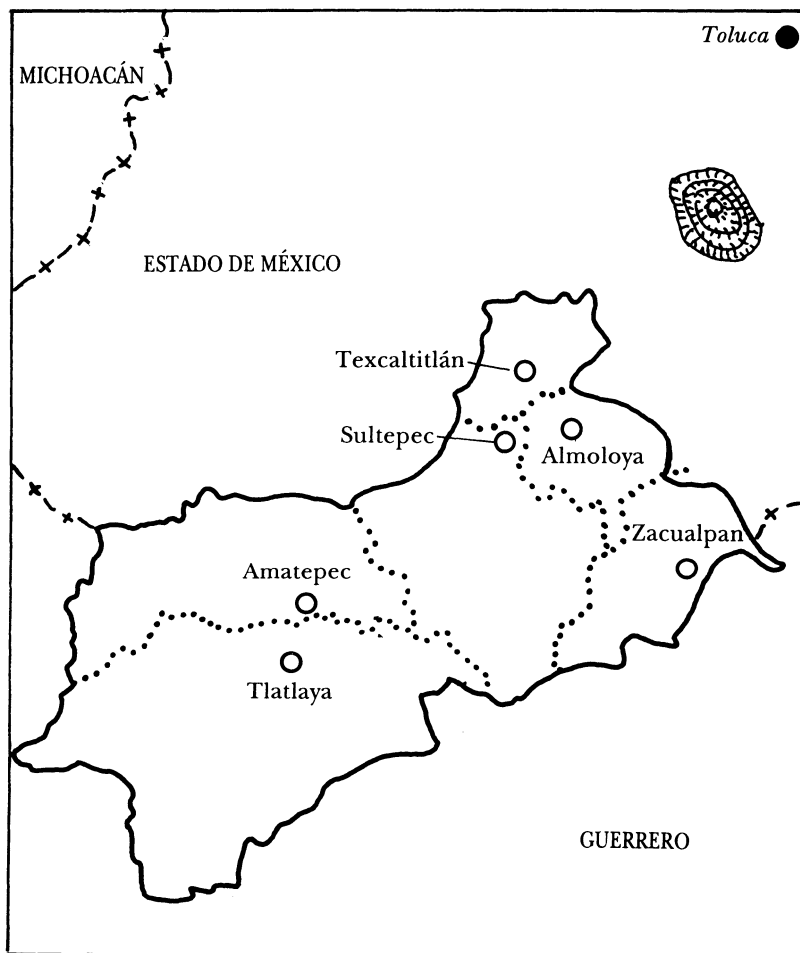 Toluca
MICHOACÁN
ESTADO DE MÉXICO
Texcaltitlán
Sultepec
Almoloya
Zacualpan
Amatepec
Tlatlaya
GUERRERO